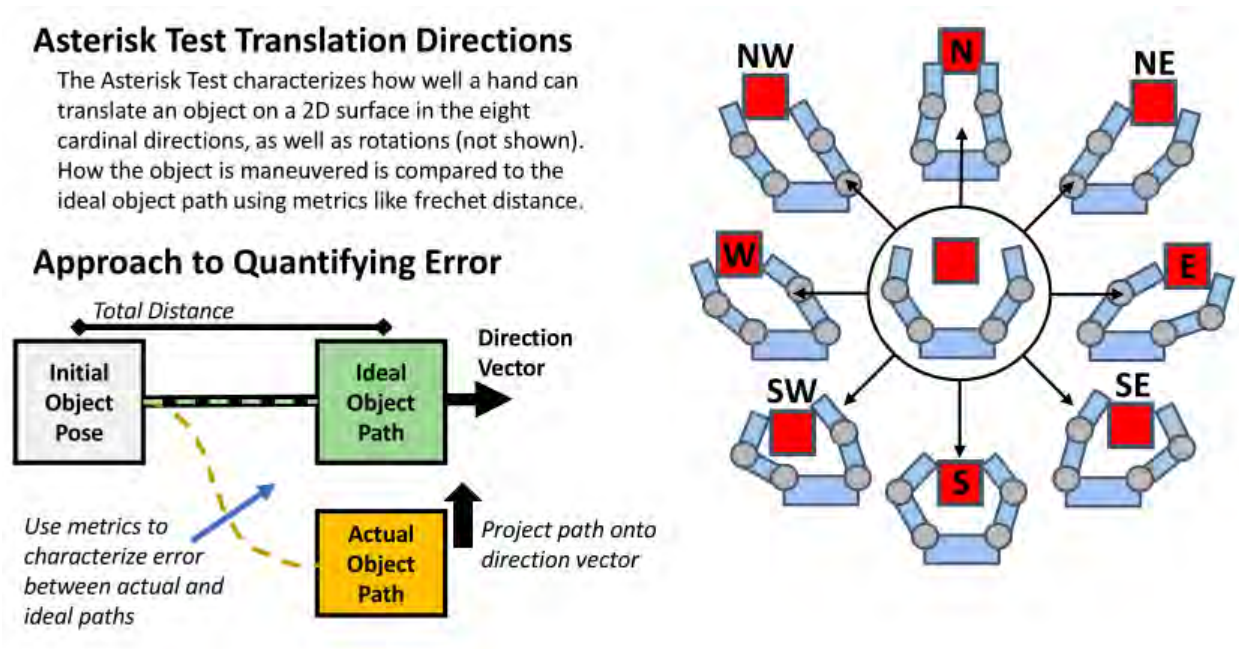 Asterisk Test Translation Directions
The Asterisk Test characterizes how well a hand can
translate an object on a 2D surface in the eight
cardinal directions, as well as rotations (not shown).
How the object is maneuvered is compared to the
ideal object path using metrics like frechet distance.
Approach to Quantifying Error
Total Distance
Initial
Object
Pose
Ideal
Object
Path
Direction
Vector
Use metrics to
characterize error
between actual and
ideal paths
Actual
Object
Path
Project path onto
direction vector
NW
N
NE
W
E
SW
S
SE